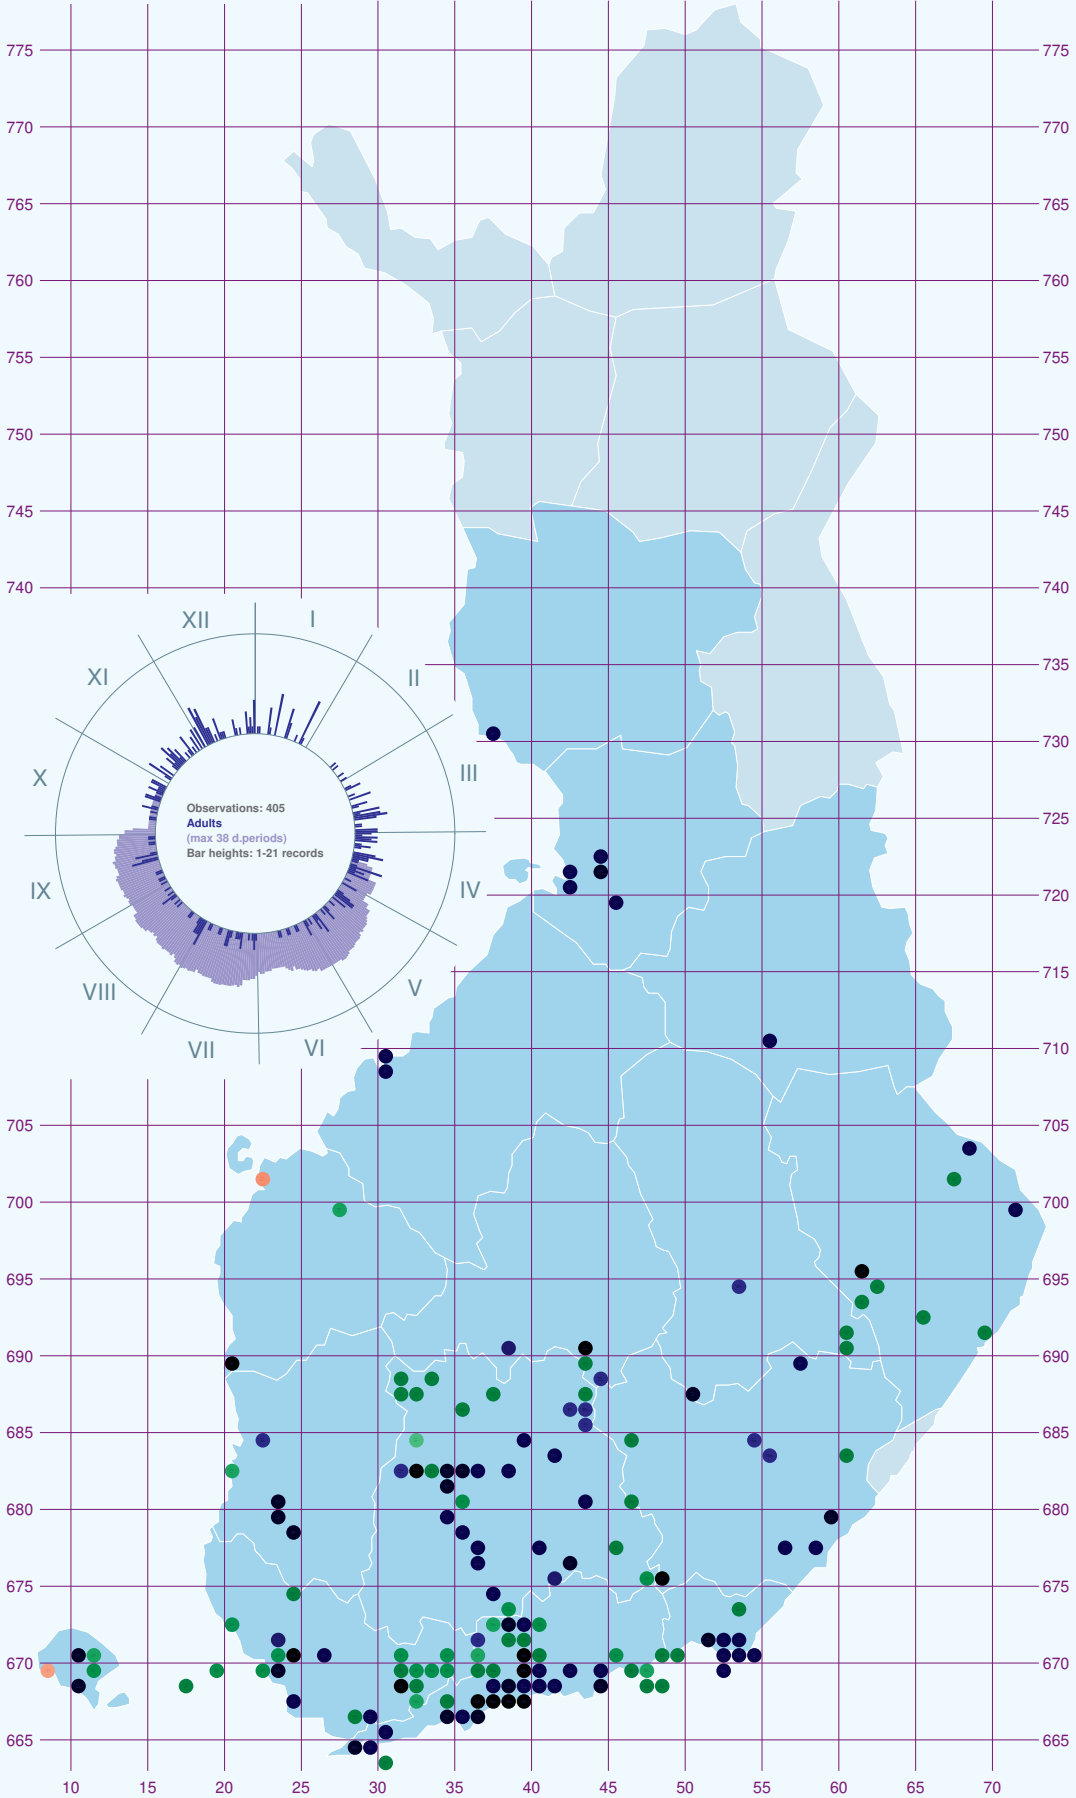 775 775
770 770
765 765
760 760
755 755
750 750
745 745
740 740
XII I
XI II
735
730 730
X III
Observations: 405
Adults
(max 38 d.periods)
Bar heights: 1-21 records
725
IX IV
720
VIII V
715
VII VI
710
705 705
700 700
695 695
690 690
685 685
680 680
675 675
670 670
665 665
10 15 20 25 30 35 40 45 50 55 60 65 70